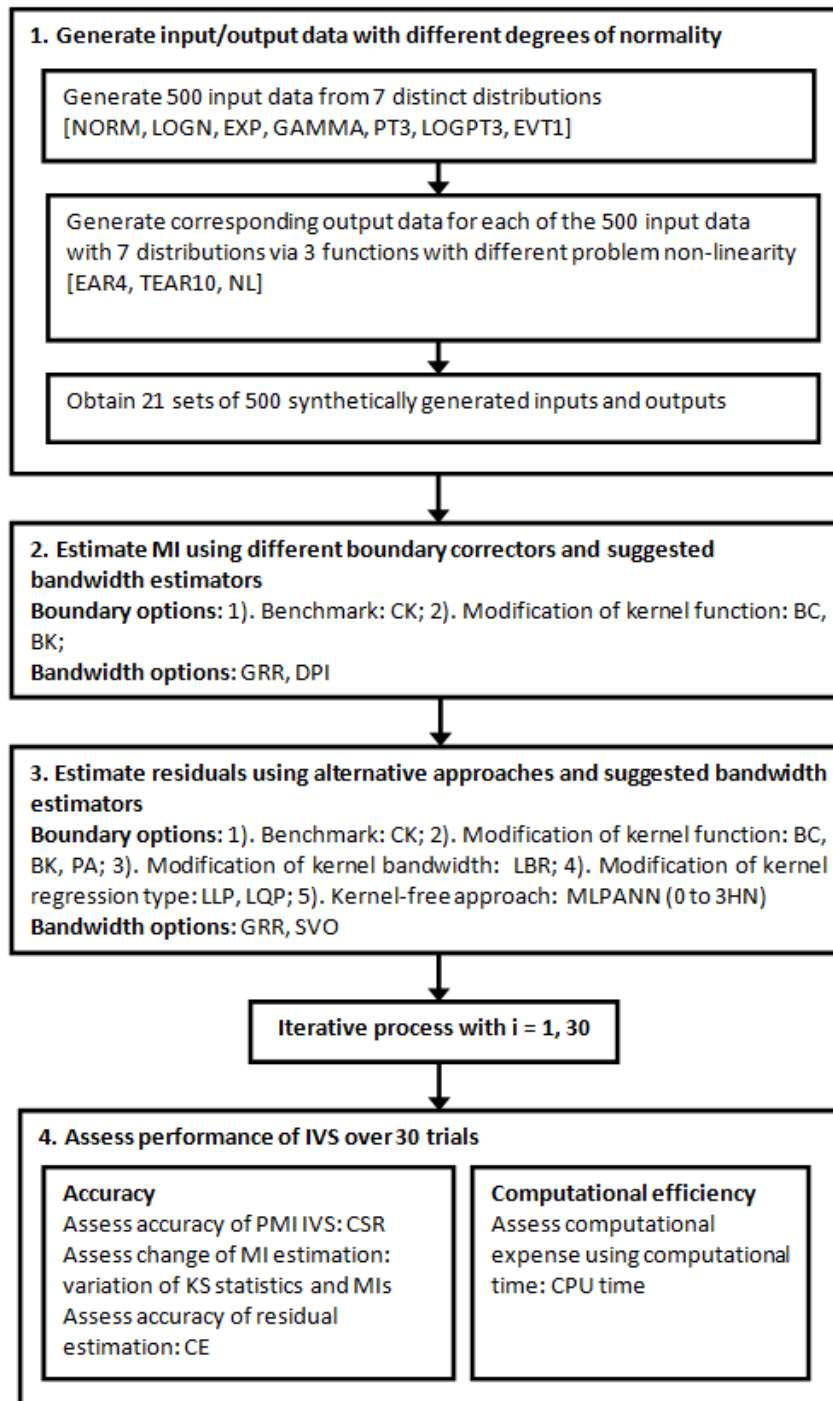 1. Generate input/output data with different degrees of normality
Generate 500 input data from 7 distinct distributions
[NORM, LOGN, EXP, GAMMA, PT3, LOGPT3, EVT1]
Generate corresponding output data for each of the 500 input data
with 7 distributions via 3 functions with different problem non-linearity
[EAR4, TEAR10, NL]
Obtain 21 sets of 500 synthetically generated inputs and outputs
2. Estimate MI using different boundary correctors and suggested
bandwidth estimators
Boundary options: 1). Benchmark: CK; 2). Modification of kernel function: BC,
BK;
Bandwidth options: GRR, DPI
3. Estimate residuals using alternative approaches and suggested bandwidth
estimators
Boundary options: 1). Benchmark: CK; 2). Modification of kernel function: BC,
BK, PA; 3). Modification of kernel bandwidth: LBR; 4). Modification of kernel
regression type: LLP, LQP; 5). Kernel-free approach: MLPANN (0 to 3HN)
Bandwidth options: GRR, SVO
Iterative process with i = 1, 30
4. Assess performance of IVS over 30 trials
Accuracy
Assess accuracy of PMI IVS: CSR
Assess change of MI estimation:
variation of KS statistics and MIs
Assess accuracy of residual
estimation: CE
Computational efficiency
Assess computational
expense using computational
time: CPU time